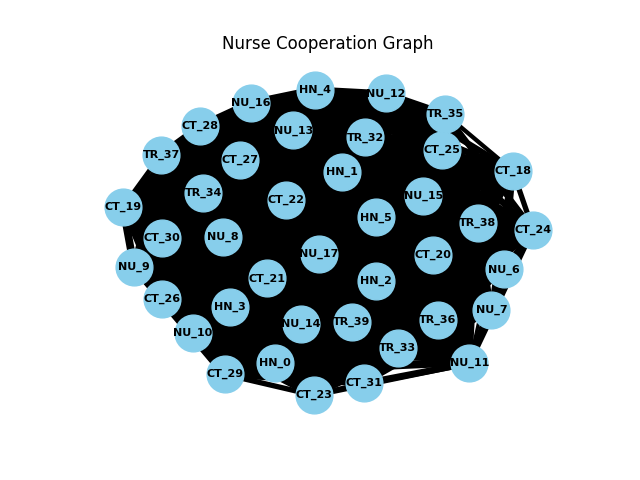 Nurse Cooperation Graph
HN_4
NU_12
NU_16
TR_35
CT_28
NU_13
TR_32
CT_25
TR_37
CT_27
HN_1
CT_18
TR_34
CT_22
NU_15
CT_19
HN_5
TR_38
CT_24
CT_30
NU_8
NU_17
CT_20
NU_9
NU_6
CT_21
HN_2
CT_26
HN_3
NU_7
NU_10
NU_14
TR_39
TR_36
TR_33
HN_0
NU_11
CT_29
CT_31
CT_23